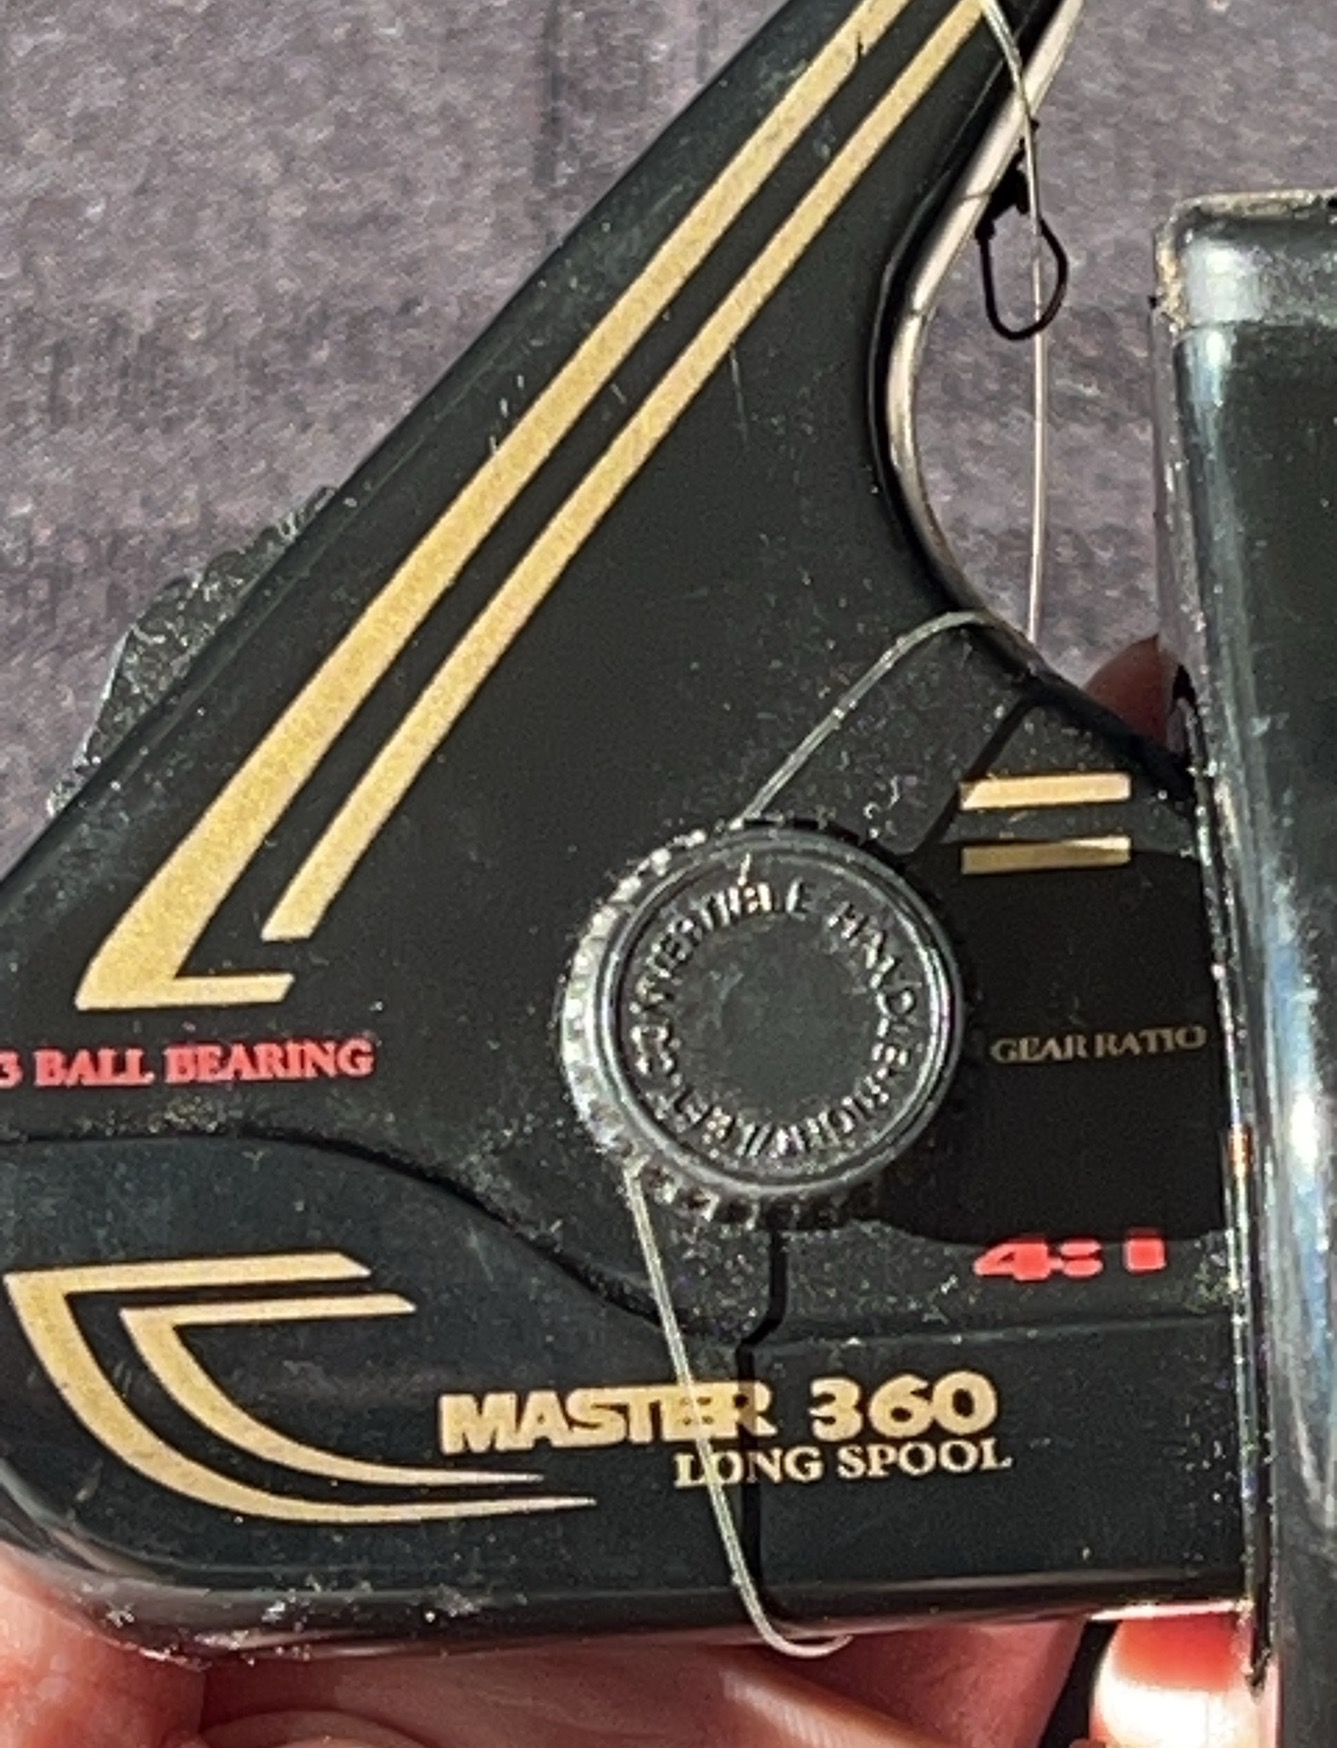 CONVERTIBLE HANDLE·RIGHT/LEFT·
3 BALL BEARING
GEAR RATIO
4:1
MASTER 360
LONG SPOOL